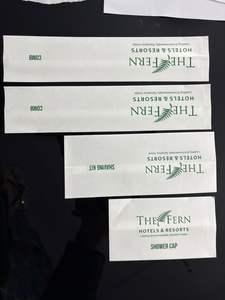 THE FERN
HOTELS & RESORTS
COMB
THE FERN
HOTELS & RESORTS
COMB
THE FERN
HOTELS & RESORTS
SHAVING KIT
THE FERN
HOTELS & RESORTS
SHOWER CAP